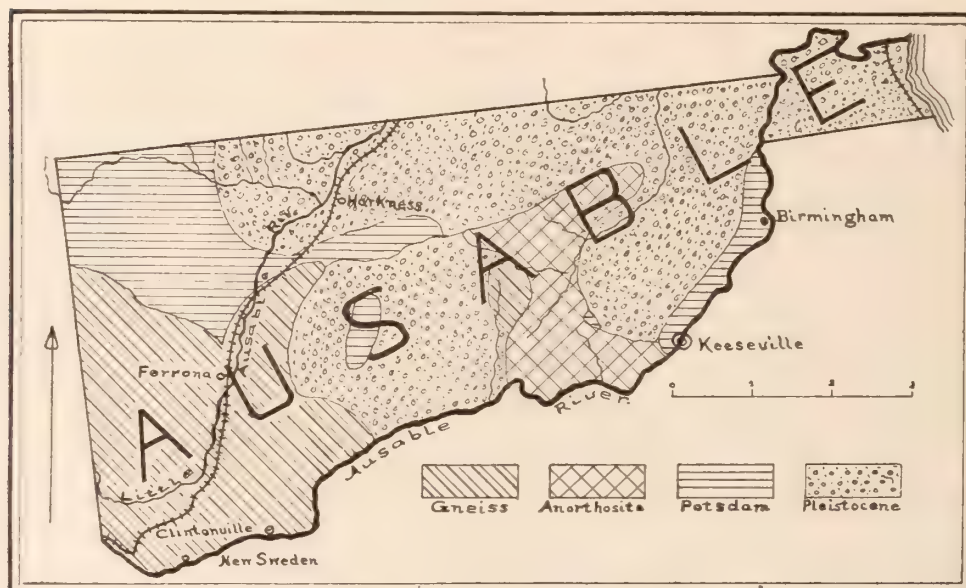 AUSABLE
Harkness
Birmingham
Little Ausable Riv.
Keeseville
Ferrona
0 1 2 3
Ausable River.
Gneiss Anorthosite Potsdam Pleistocene
Clintonville
New Sweden